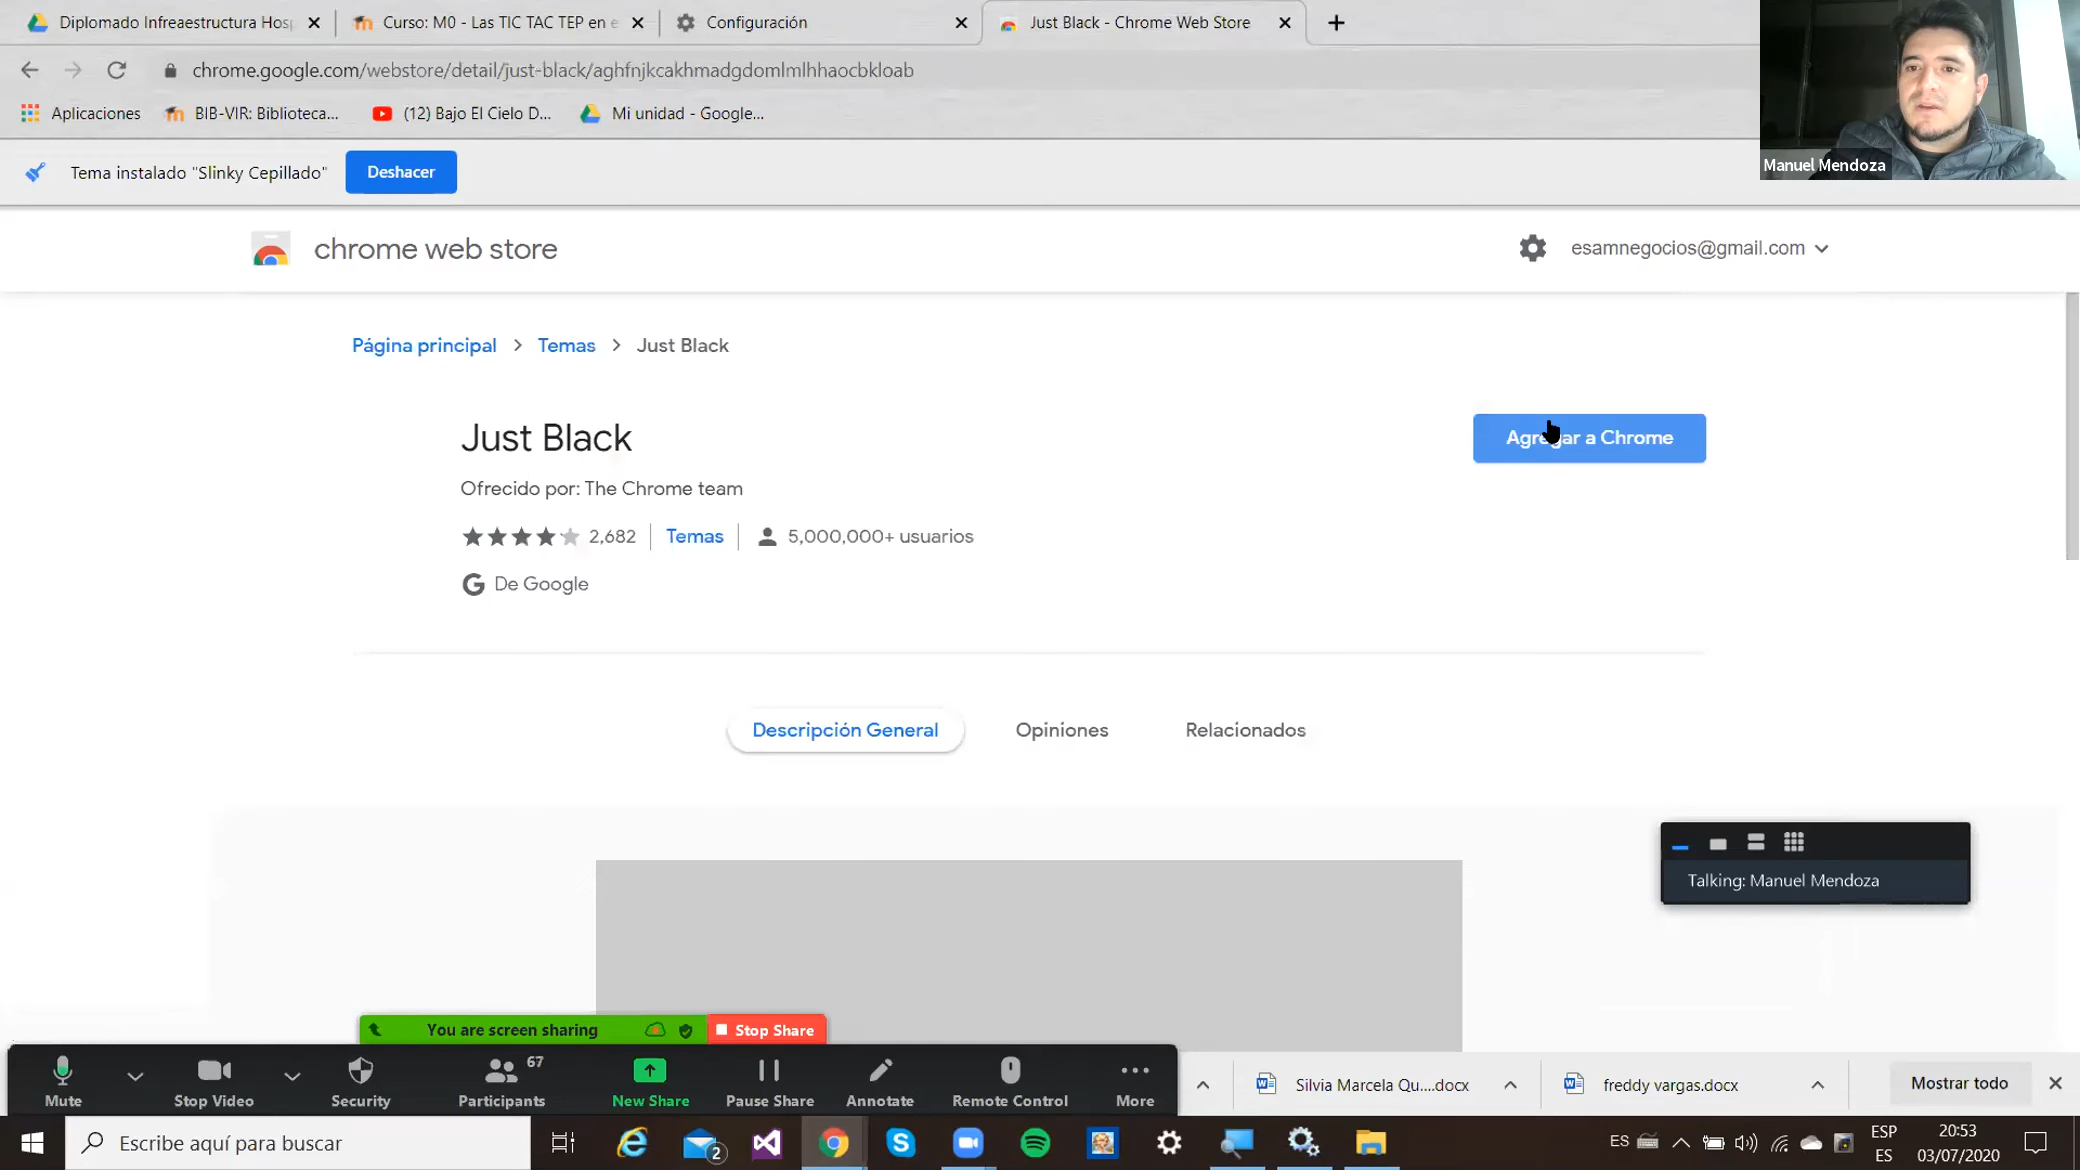 Diplomado Infreaestructura Hosp
Curso: M0 - Las TIC TAC TEP en e
Configuración
Just Black - Chrome Web Store
chrome.google.com/webstore/detail/just-black/aghfnjkcakhmadgdomlmlhhaocbkloab
Aplicaciones
BIB-VIR: Biblioteca...
(12) Bajo El Cielo D...
Mi unidad - Google...
Manuel Mendoza
Tema instalado "Slinky Cepillado"
Deshacer
chrome web store
esamnegocios@gmail.com
Página principal > Temas > Just Black
Just Black
Agregar a Chrome
Ofrecido por: The Chrome team
2,682
Temas
5,000,000+ usuarios
De Google
Descripción General
Opiniones
Relacionados
Talking: Manuel Mendoza
You are screen sharing
Stop Share
Mute
Stop Video
Security
67
Participants
New Share
Pause Share
Annotate
Remote Control
More
Silvia Marcela Qu....docx
freddy vargas.docx
Mostrar todo
Escribe aquí para buscar
2
ES
ESP
ES
20:53
03/07/2020